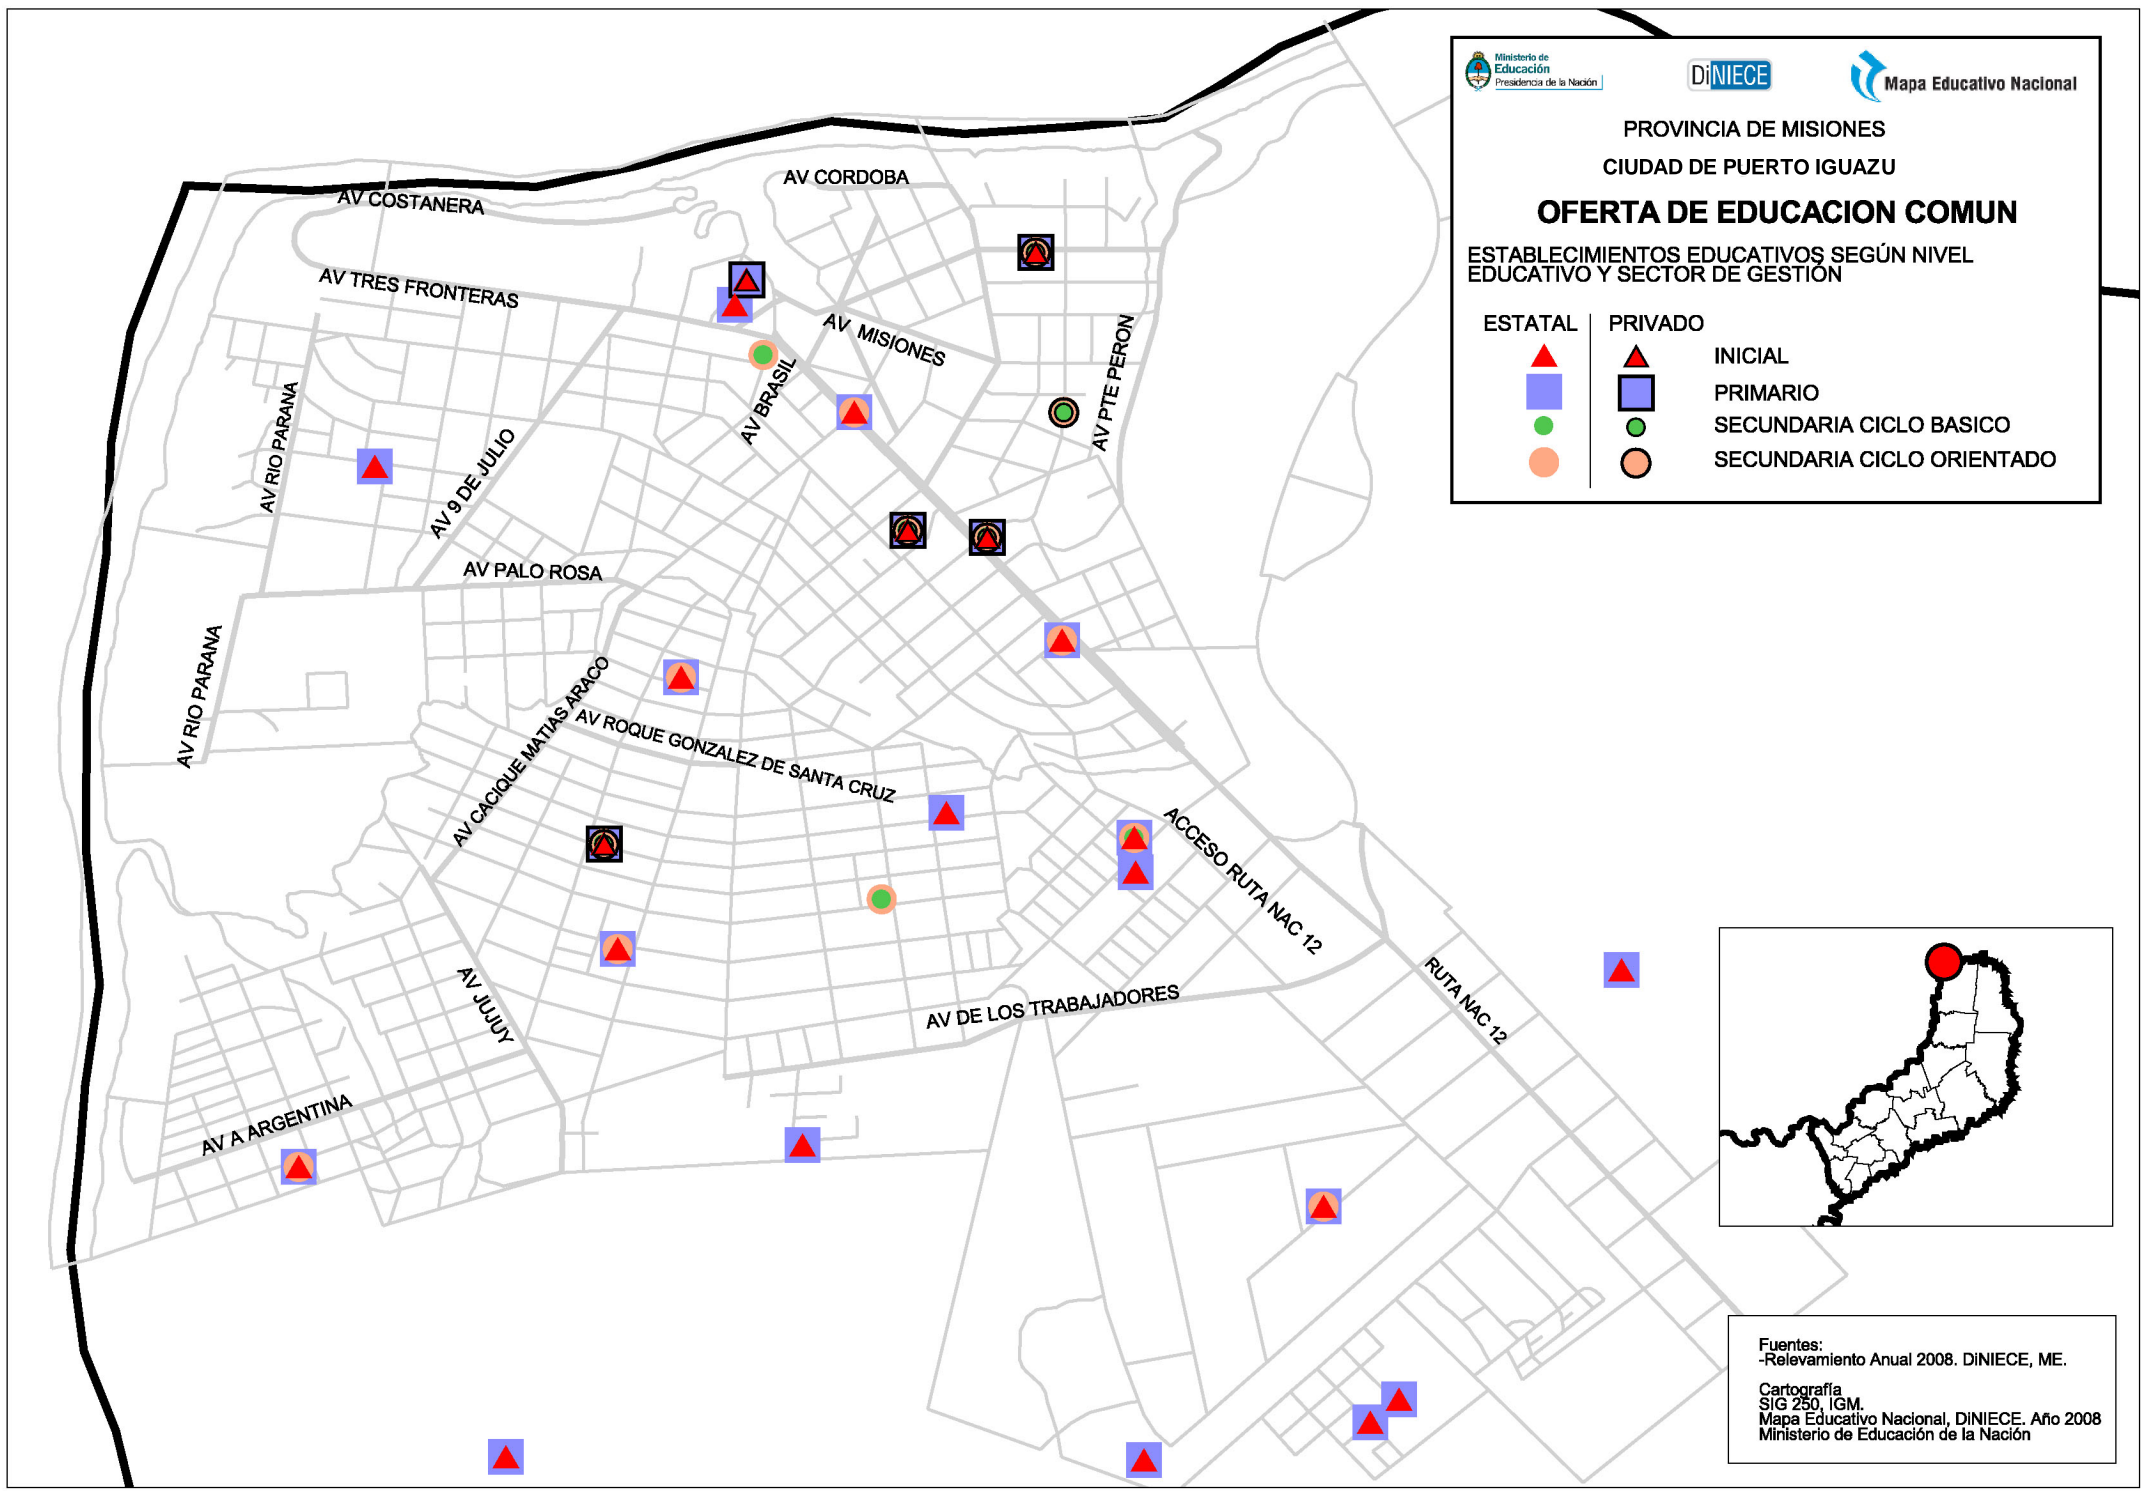 Ministerio de
Educación
Presidencia de la Nación
DiNIECE
Mapa Educativo Nacional
PROVINCIA DE MISIONES
CIUDAD DE PUERTO IGUAZU
OFERTA DE EDUCACION COMUN
ESTABLECIMIENTOS EDUCATIVOS SEGÚN NIVEL
EDUCATIVO Y SECTOR DE GESTIÓN
ESTATAL PRIVADO
INICIAL
PRIMARIO
SECUNDARIA CICLO BASICO
SECUNDARIA CICLO ORIENTADO
AV CORDOBA
AV COSTANERA
AV TRES FRONTERAS
AV MISIONES
AV PTE PERON
AV BRASIL
AV RIO PARANA
AV 9 DE JULIO
AV PALO ROSA
AV RIO PARANA
AV CACIQUE MATIAS ARACO
AV ROQUE GONZALEZ DE SANTA CRUZ
ACCESO RUTA NAC 12
RUTA NAC 12
AV JUJUY
AV DE LOS TRABAJADORES
AV A ARGENTINA
Fuentes:
-Relevamiento Anual 2008. DiNIECE, ME.
Cartografía
SIG 250, IGM.
Mapa Educativo Nacional, DiNIECE. Año 2008
Ministerio de Educación de la Nación